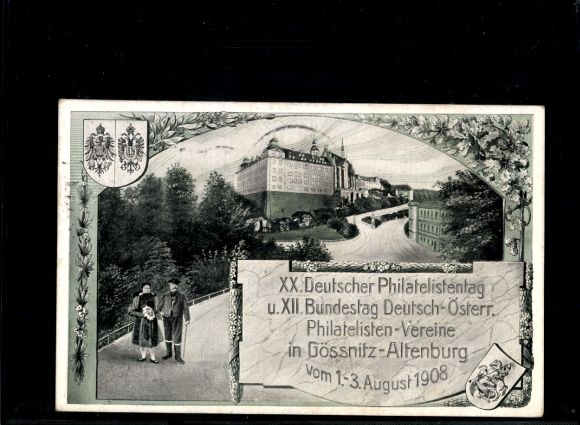 XX. Deutscher Philatelistentag
u. XII. Bundestag Deutsch-Österr.
Philatelisten-Vereine
in Gössnitz-Altenburg
vom 1.-3. August 1908